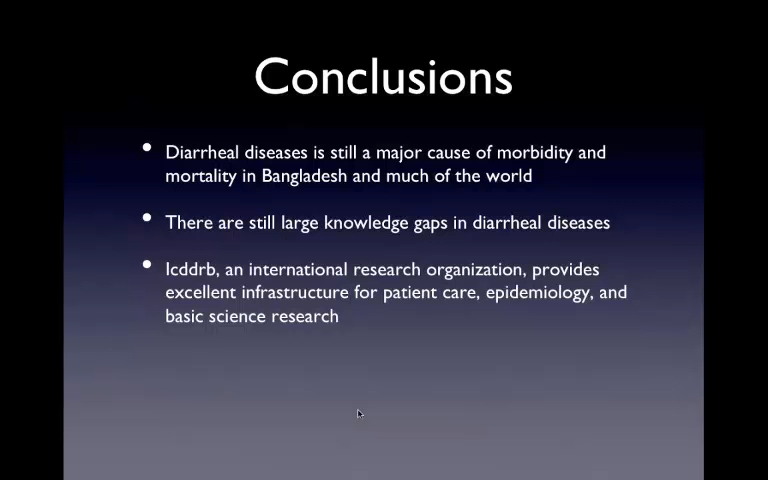 Conclusions
• Diarrheal diseases is still a major cause of morbidity and
mortality in Bangladesh and much of the world
• There are still large knowledge gaps in diarrheal diseases
• Icddrb, an international research organization, provides
excellent infrastructure for patient care, epidemiology, and
basic science research